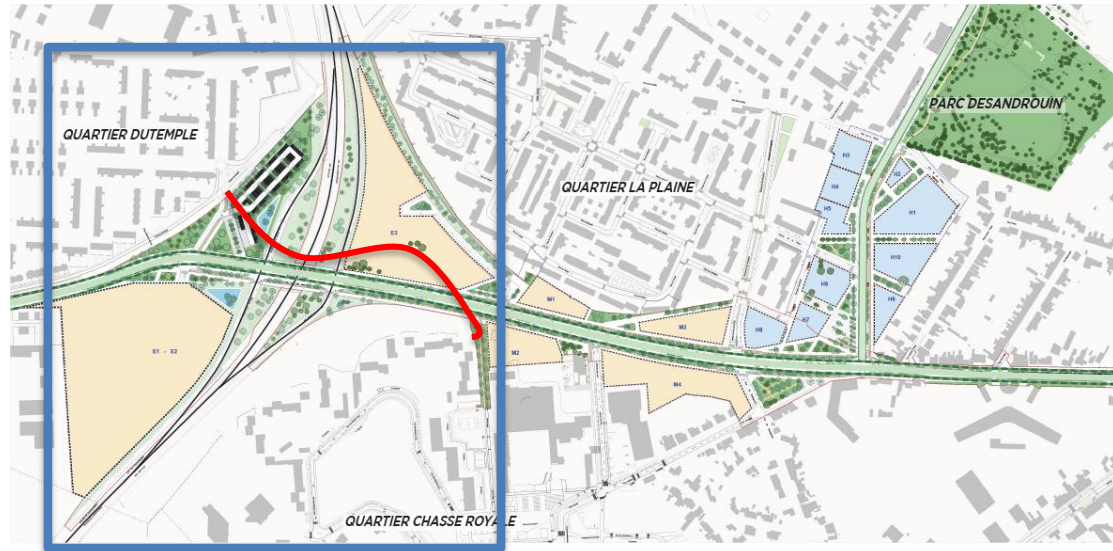 PARC DESANDROUIN
QUARTIER DUTEMPLE
QUARTIER LA PLAINE
H3
H4
H2
H5
H1
E3
H10
H6
H9
M1
M3
H8
H7
E1 - E2
M2
M4
QUARTIER CHASSE ROYALE